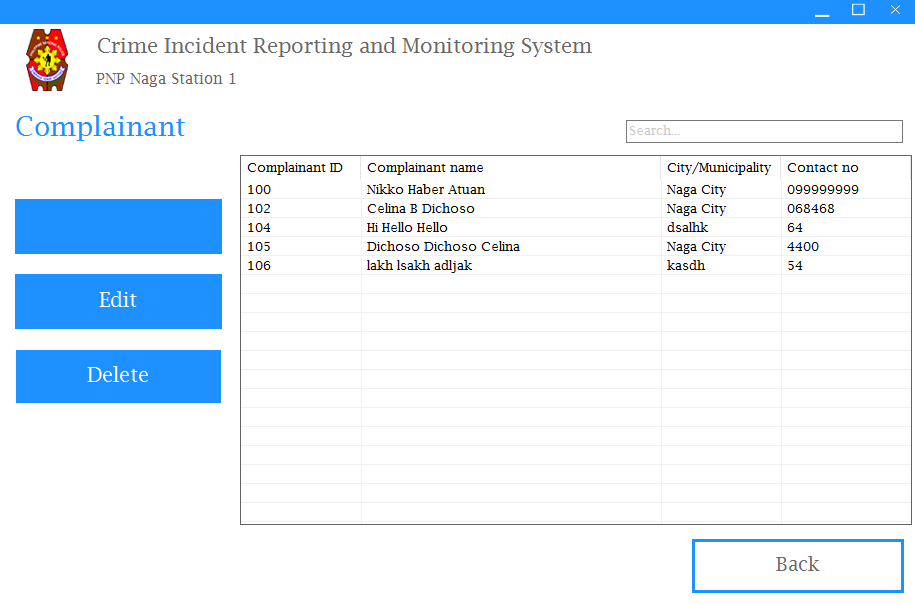 Crime Incident Reporting and Monitoring System
PNP Naga Station 1
Complainant
Search...
Complainant ID Complainant name City/Municipality Contact no
100 Nikko Haber Atuan Naga City 099999999
102 Celina B Dichoso Naga City 068468
104 Hi Hello Hello dsalhk 64
105 Dichoso Dichoso Celina Naga City 4400
106 lakh lsakh adljak kasdh 54
Edit
Delete
Back